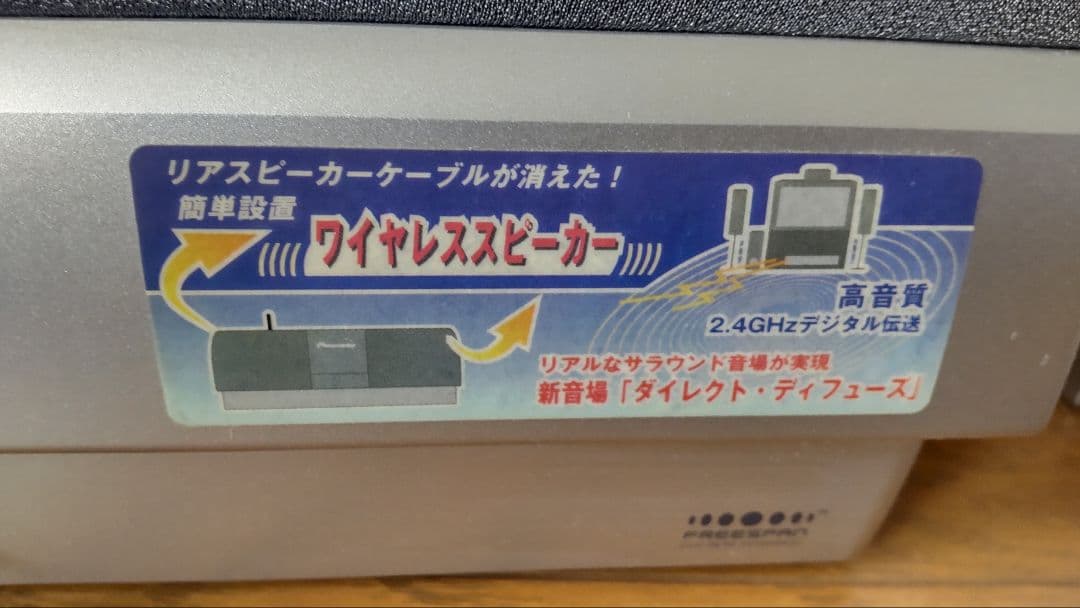 リアスピーカーケーブルが消えた！
簡単設置
ワイヤレススピーカー
高音質
2.4GHzデジタル伝送
Pioneer
リアルなサラウンド音場が実現
新音場「ダイレクト・ディフューズ」
FREESPAN